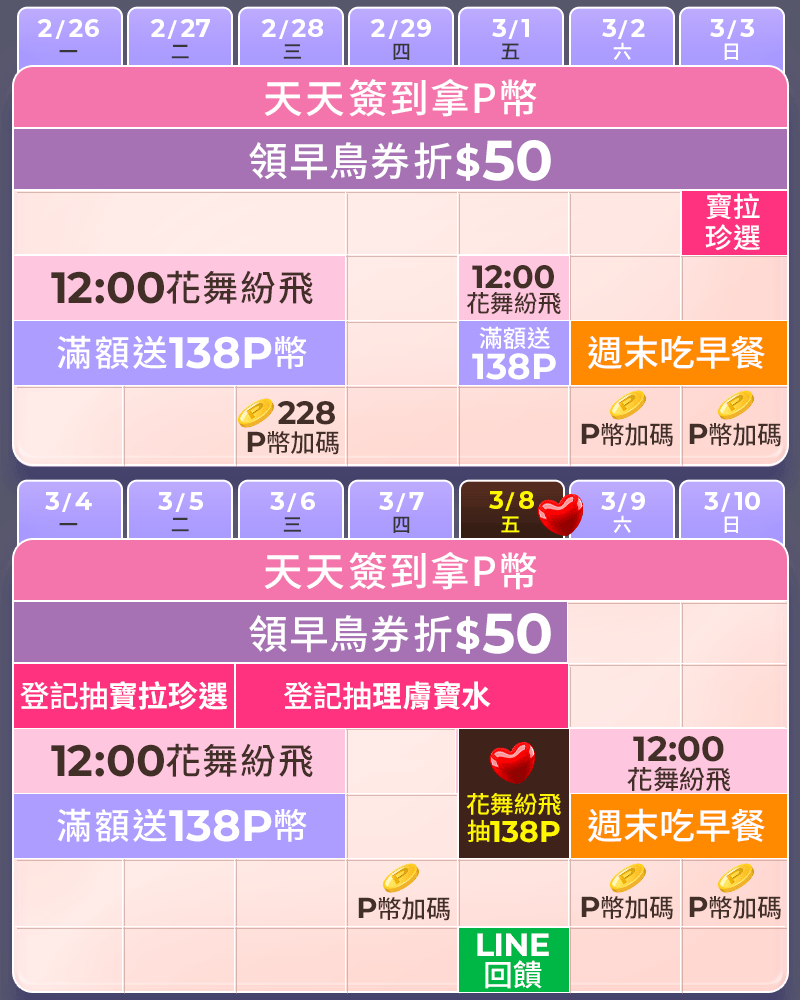 2/26 2/27 2/28 2/29 3/1 3/2 3/3
一 二 三 四 五 六 日
天天簽到拿P幣
領早鳥券折$50
寶拉
珍選
12:00花舞紛飛
12:00
花舞紛飛
滿額送138P幣
滿額送
138P
週末吃早餐
228
P幣加碼
P幣加碼
P幣加碼
3/4 3/5 3/6 3/7 3/8 3/9 3/10
一 二 三 四 五 六 日
天天簽到拿P幣
領早鳥券折$50
登記抽寶拉珍選
登記抽理膚寶水
12:00花舞紛飛
花舞紛飛
抽138P
12:00
花舞紛飛
滿額送138P幣
週末吃早餐
P幣加碼
P幣加碼
P幣加碼
LINE
回饋